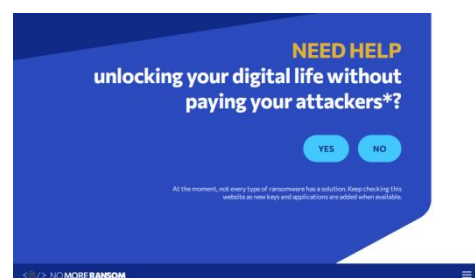 NEED HELP
unlocking your digital life without
paying your attackers*?
YES NO
At the moment, not every type of ransomware has a solution. Keep checking this
website as new keys and applications are added when available.
NO MORE RANSOM